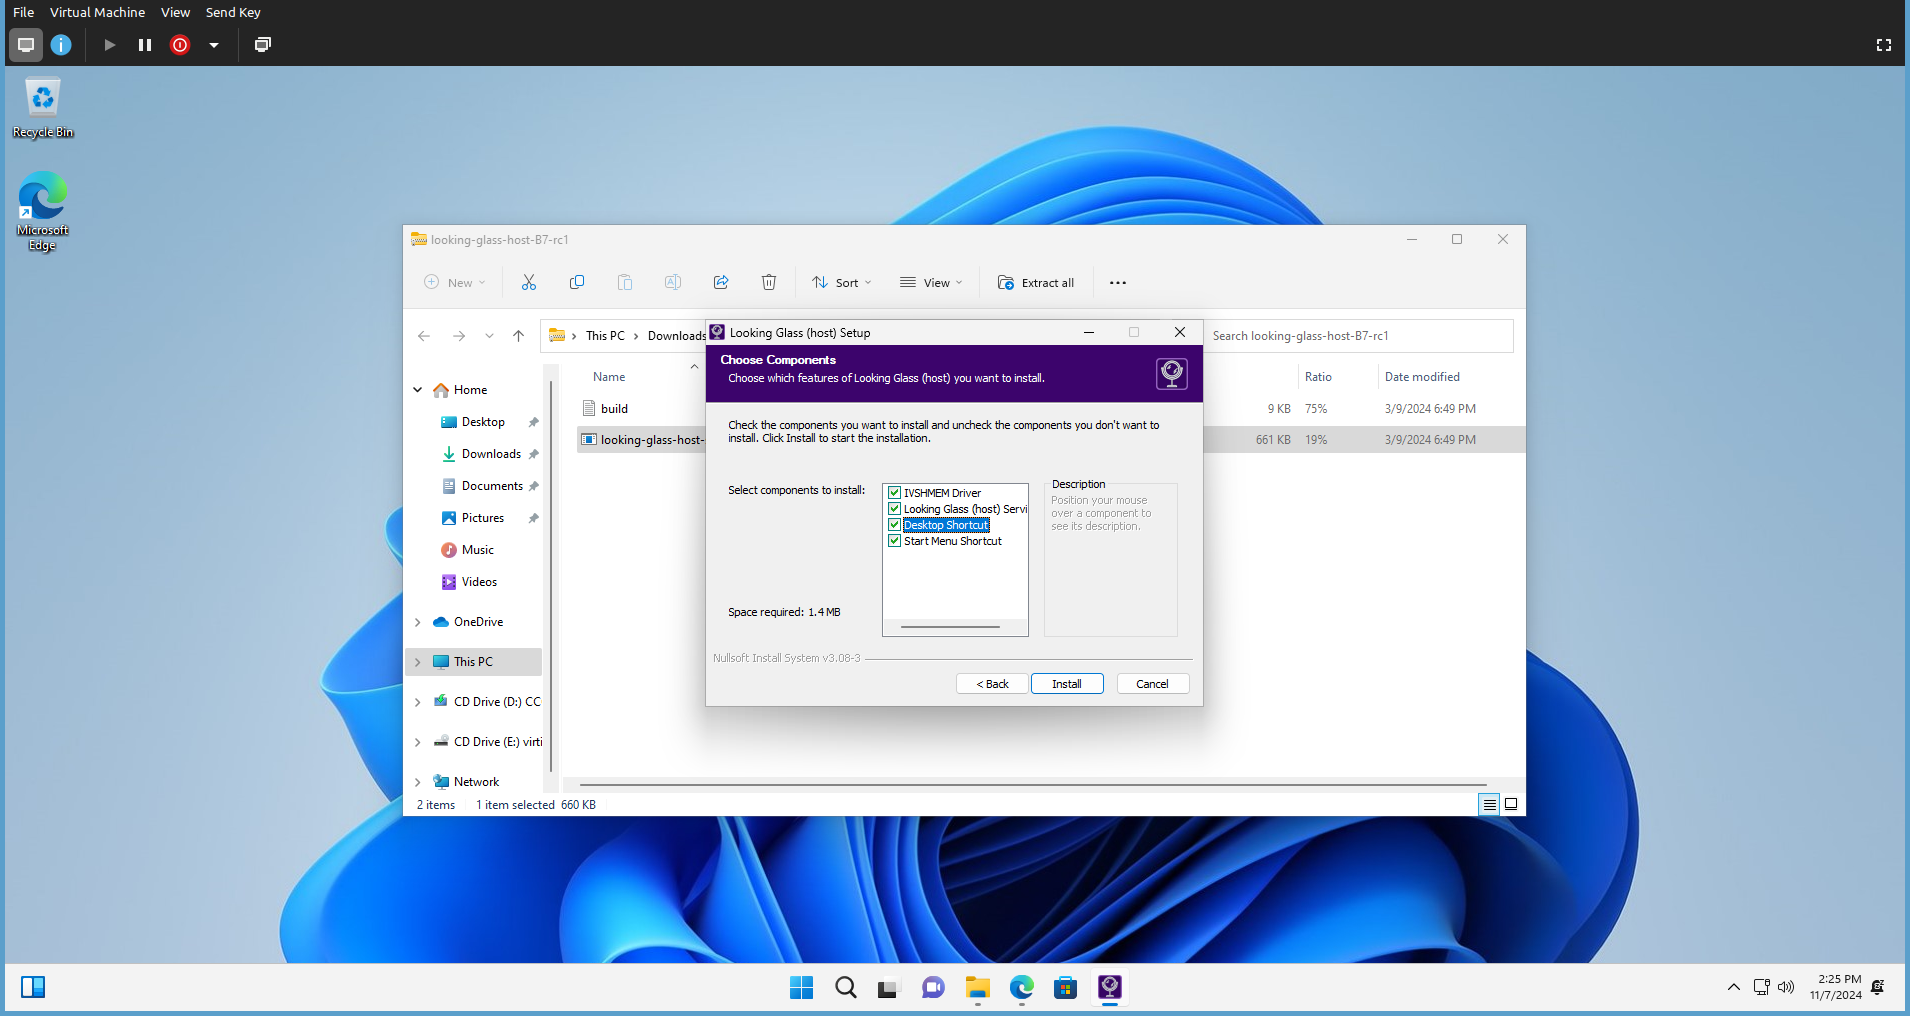 File Virtual Machine View Send Key
Recycle Bin
Microsoft
Edge
looking-glass-host-B7-rc1
New
Sort
View
Extract all
This PC
Downloads
Search looking-glass-host-B7-rc1
Home
Desktop
Downloads
Documents
Pictures
Music
Videos
OneDrive
This PC
CD Drive (D:) CC
CD Drive (E:) virti
Network
Name
Ratio
Date modified
build
9 KB 75% 3/9/2024 6:49 PM
looking-glass-host-
661 KB 19% 3/9/2024 6:49 PM
2 items 1 item selected 660 KB
Looking Glass (host) Setup
Choose Components
Choose which features of Looking Glass (host) you want to install.
Check the components you want to install and uncheck the components you don't want to
install. Click Install to start the installation.
Select components to install:
IVSHMEM Driver
Looking Glass (host) Servi
Desktop Shortcut
Start Menu Shortcut
Description
Position your mouse
over a component to
see its description.
Space required: 1.4 MB
Nullsoft Install System v3.08-3
< Back
Install
Cancel
2:25 PM
11/7/2024